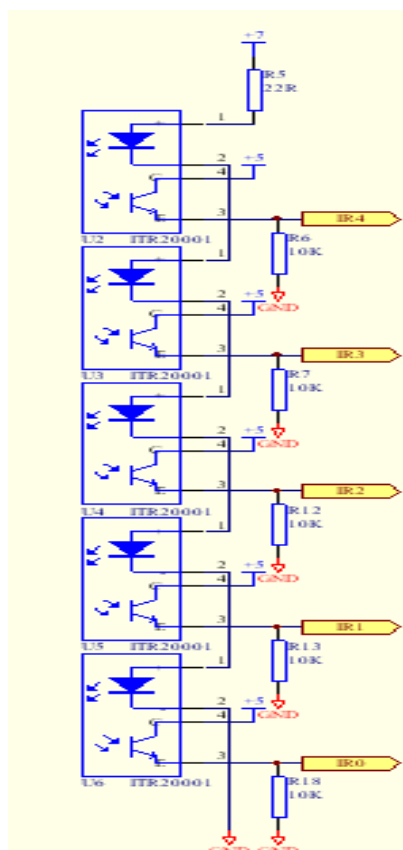 +7
R5
22R
1
2
4 +5
C
3
E
IR4
U2 ITR20001
R6
10K
GND
1
2
4 +5
C
3
E
IR3
U3 ITR20001
R7
10K
GND
1
2
4 +5
C
3
E
IR2
U4 ITR20001
R12
10K
GND
1
2
4 +5
C
3
E
IR1
U5 ITR20001
R13
10K
GND
1
2
4 +5
C
3
E
IR0
U6 ITR20001
R18
10K
GND GND